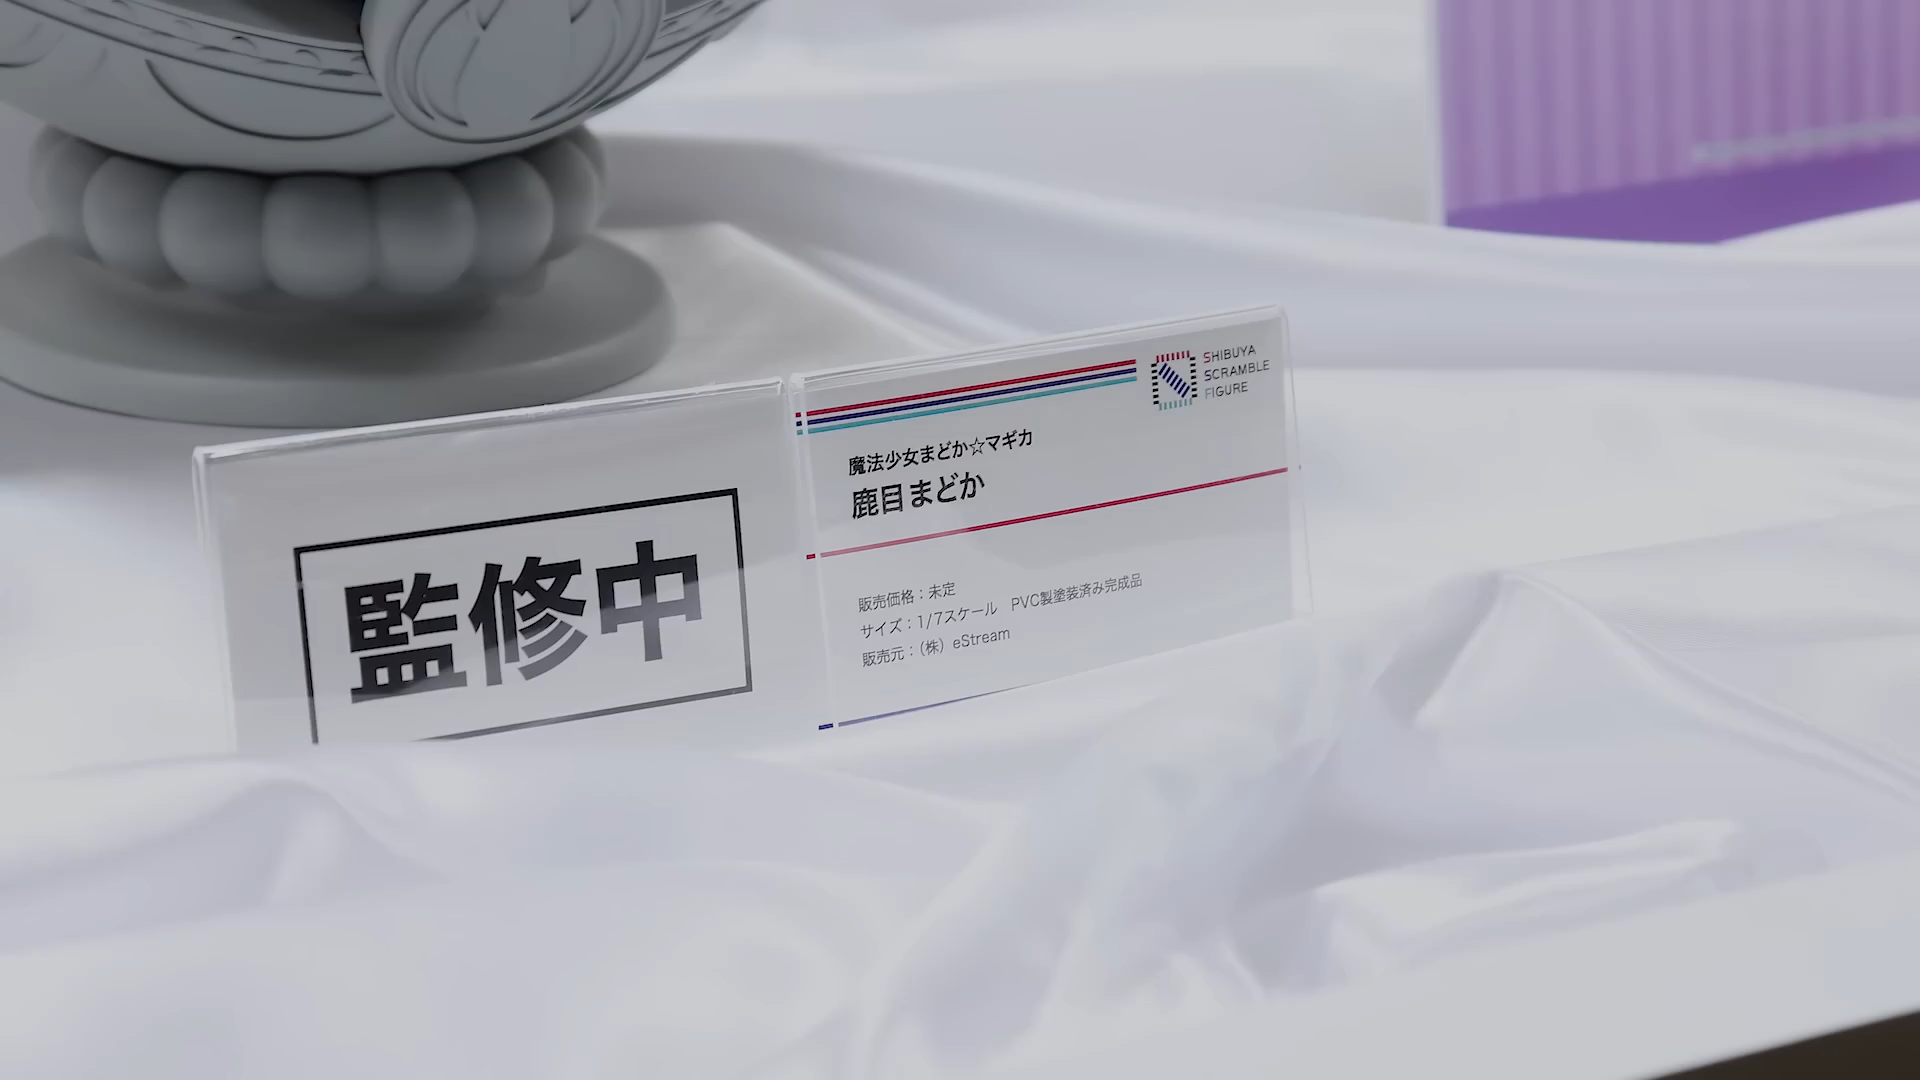 監修中
SHIBUYA
SCRAMBLE
FIGURE
魔法少女まどか☆マギカ
鹿目まどか
販売価格：未定
サイズ：1/7スケール　PVC製塗装済み完成品
販売元：（株）eStream